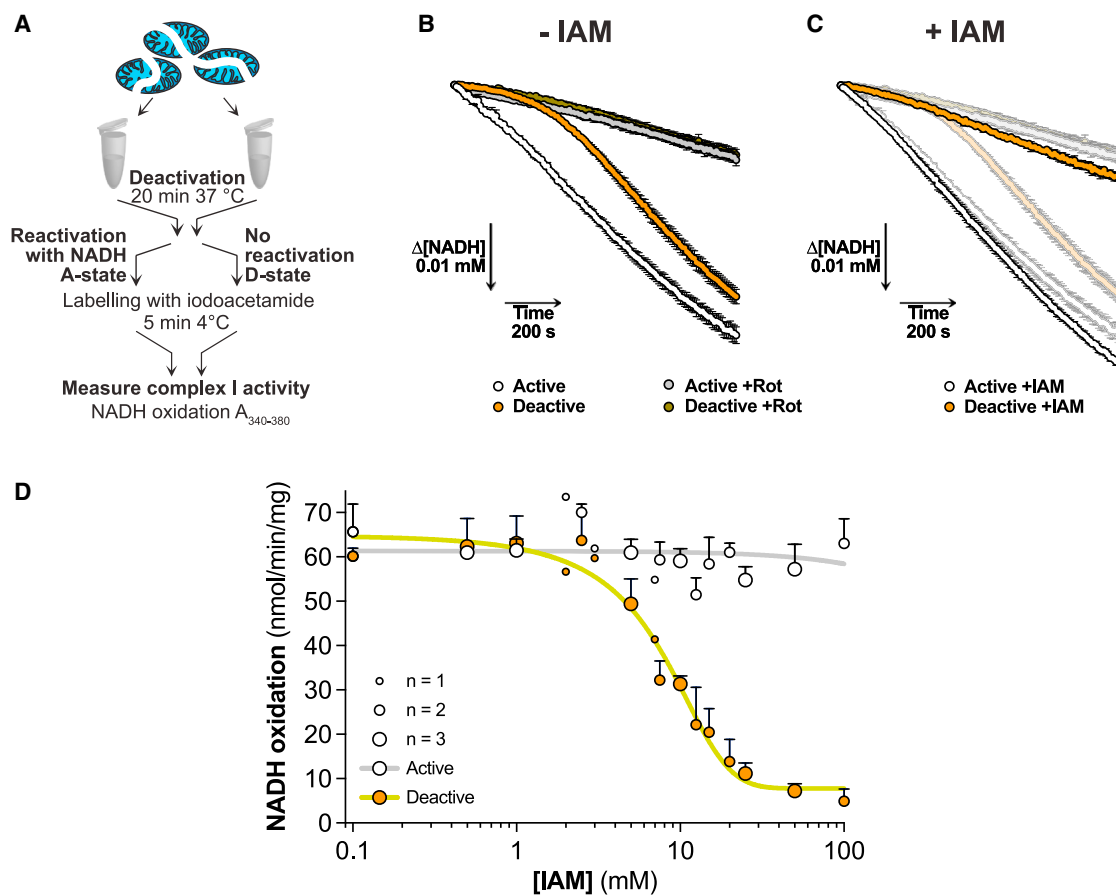 A
Deactivation
20 min 37 °C
Reactivation
with NADH
A-state
No
reactivation
D-state
Labelling with iodoacetamide
5 min 4°C
Measure complex I activity
NADH oxidation A340-380
B
- IAM
Δ[NADH]
0.01 mM
Time
200 s
Active
Deactive
Active +Rot
Deactive +Rot
C
+ IAM
Δ[NADH]
0.01 mM
Time
200 s
Active +IAM
Deactive +IAM
D
NADH oxidation (nmol/min/mg)
70
60
50
40
30
20
10
0
n = 1
n = 2
n = 3
Active
Deactive
0.1
1
10
100
[IAM] (mM)